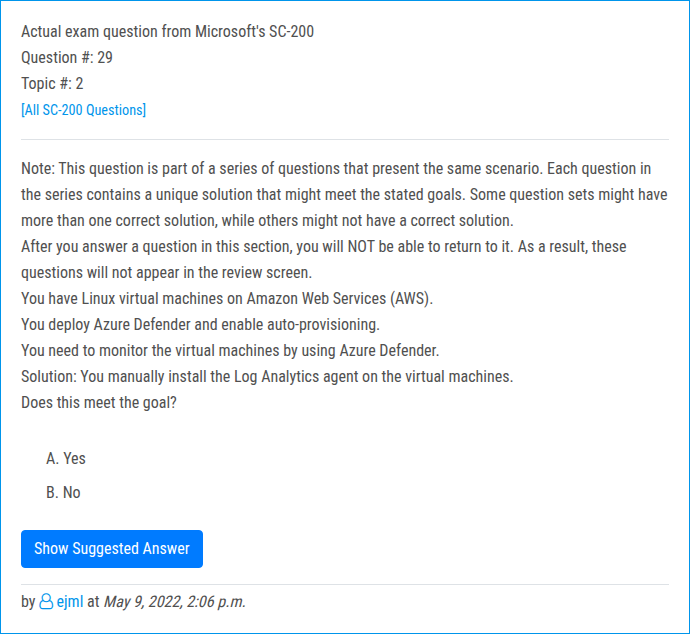 Actual exam question from Microsoft's SC-200
Question #: 29
Topic #: 2
[All SC-200 Questions]
Note: This question is part of a series of questions that present the same scenario. Each question in
the series contains a unique solution that might meet the stated goals. Some question sets might have
more than one correct solution, while others might not have a correct solution.
After you answer a question in this section, you will NOT be able to return to it. As a result, these
questions will not appear in the review screen.
You have Linux virtual machines on Amazon Web Services (AWS).
You deploy Azure Defender and enable auto-provisioning.
You need to monitor the virtual machines by using Azure Defender.
Solution: You manually install the Log Analytics agent on the virtual machines.
Does this meet the goal?
A. Yes
B. No
Show Suggested Answer
by ejml at May 9, 2022, 2:06 p.m.